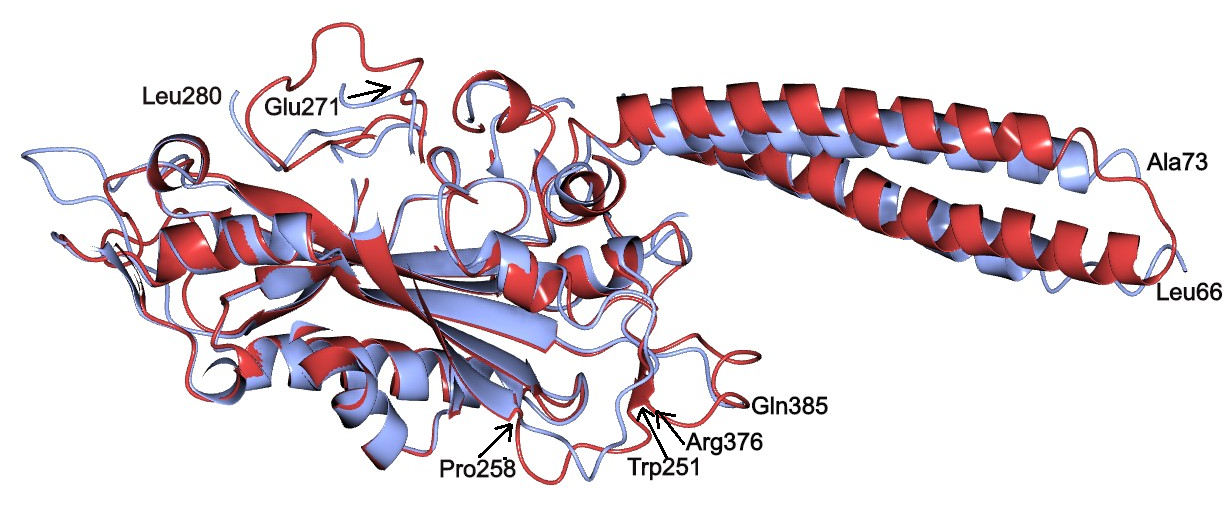 Leu280
Glu271
Ala73
Leu66
Gln385
Arg376
Pro258
Trp251